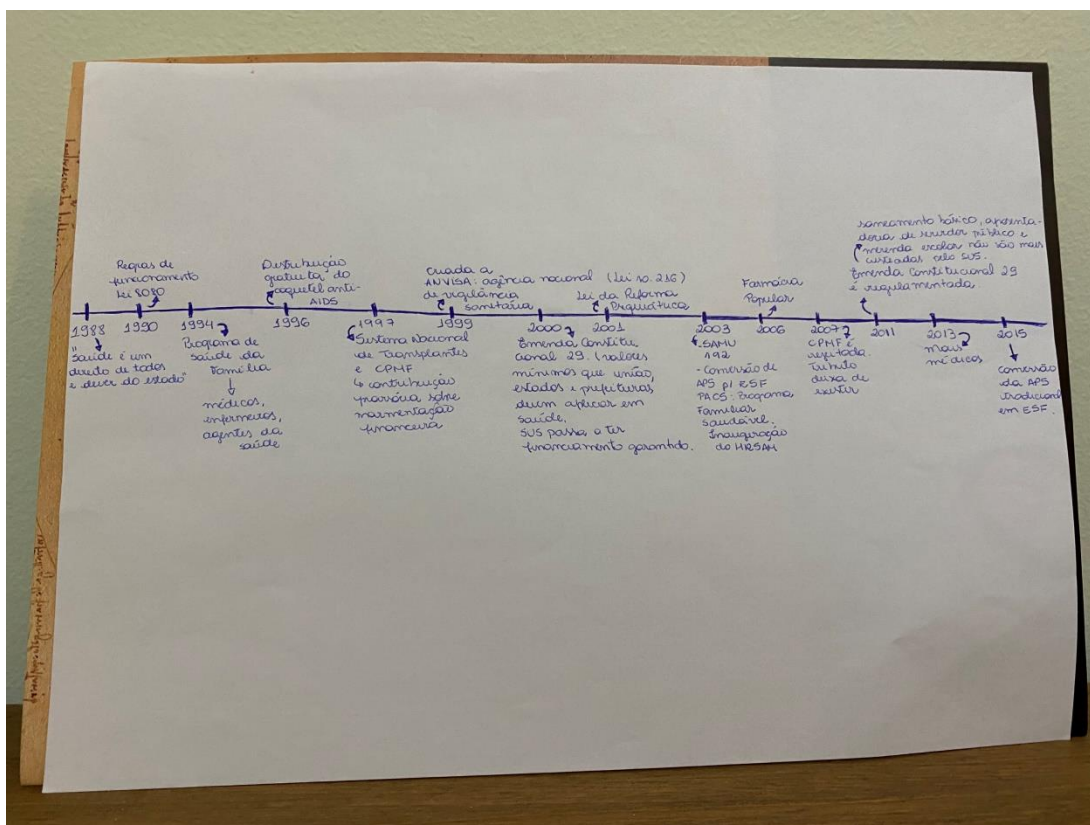 1988
"Saúde é um
direito de todos
e dever do estado"
Regras de
funcionamento
Lei 8080
1990
1994
Programa de
Saúde da
Família
médicos,
enfermeiros,
agentes da
saúde
Distribuição
gratuita do
coquetel anti-
AIDS
1996
1997
Sistema Nacional
de Transplantes
e CPMF
↳ contribuição
sobre
movimentação
financeira
criada a
ANVISA: agência nacional
de vigilância
sanitária
1999
2000
Emenda Constitu
cional 29. (valores
mínimos que união,
estados e prefeituras,
devem aplicar em
saúde.
SUS passa a ter
financiamento garantido.
(Lei 10.216)
Lei da Reforma
Psiquiátrica
2001
2003
- SAMU
192
- Conversão de
APS p/ ESF
PACS: Programa,
Familiar
saudável.
Inauguração
do HRSAM
Farmácia
Popular
2006
2007
CPMF é
rejeitada.
Tributo
deixa de
existir
saneamento básico, aposenta-
doria de servidor público e
merenda escolar não são mais
custeadas pelo SUS.
Emenda Constitucional 29
é regulamentada
2011
2013
Mais
médicos
2015
conversão
da APS
tradicional
em ESF.